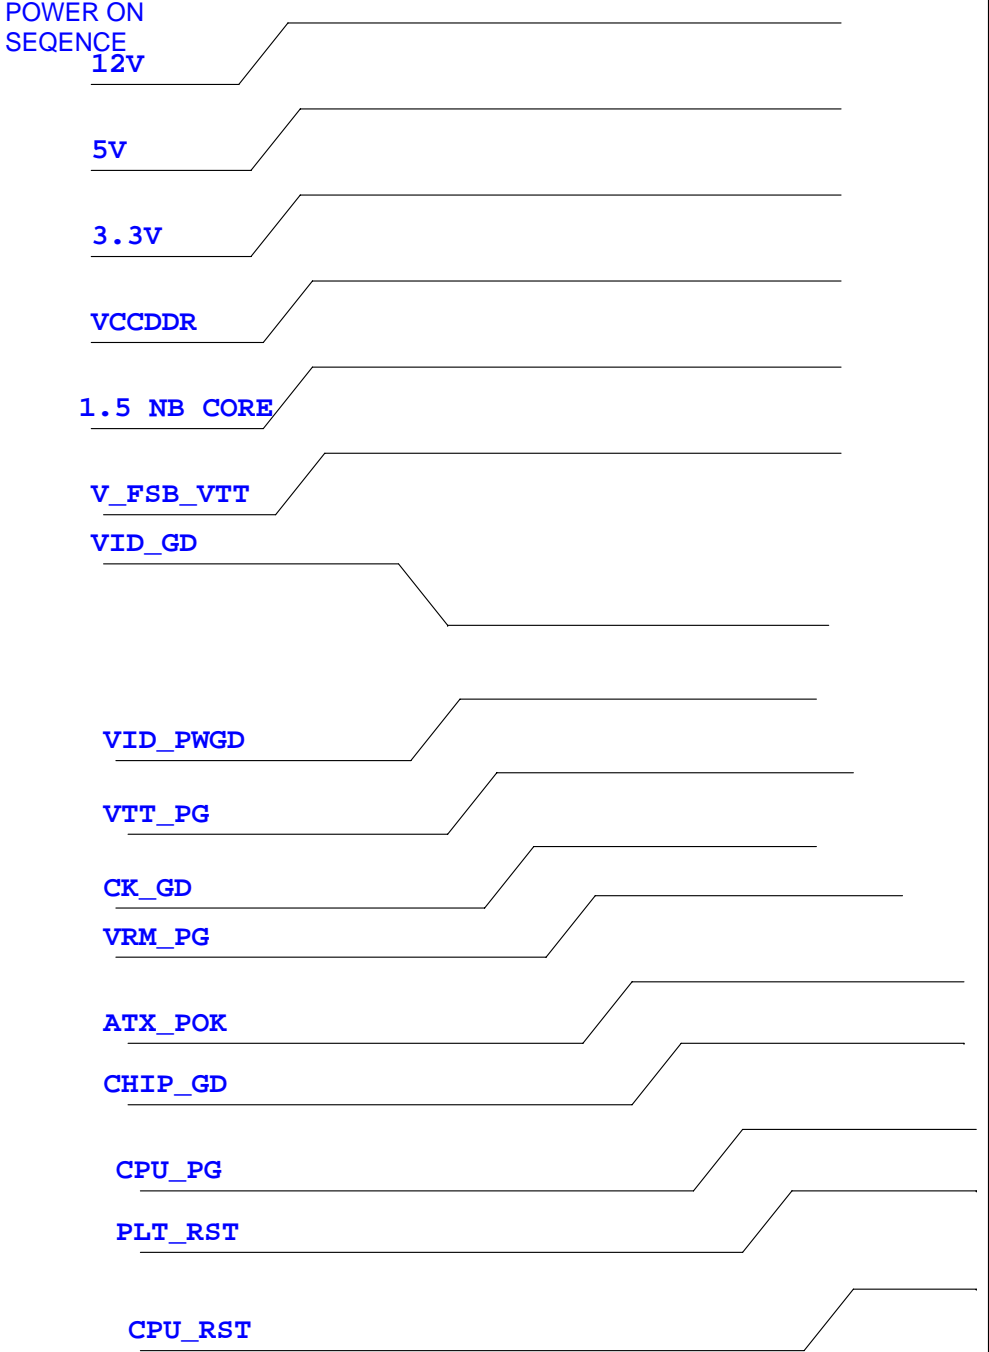 POWER ON
SEQENCE
12V
5V
3.3V
VCCDDR
1.5 NB CORE
V_FSB_VTT
VID_GD
VID_PWGD
VTT_PG
CK_GD
VRM_PG
ATX_POK
CHIP_GD
CPU_PG
PLT_RST
CPU_RST